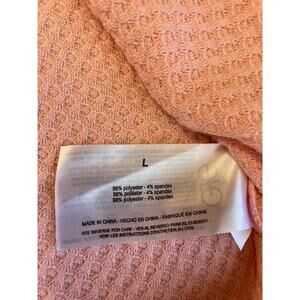 L
96% polyester - 4% spandex
96% poliéster - 4% spandex
96% polyester - 4% spandex
MADE IN CHINA - HECHO EN CHINA - FABRIQUÉ EN CHINE
SEE REVERSE FOR CARE - VER AL REVERSO PARA EL CUIDADO
VOIR LES INSTRUCTIONS D'ENTRETIEN AU DOS